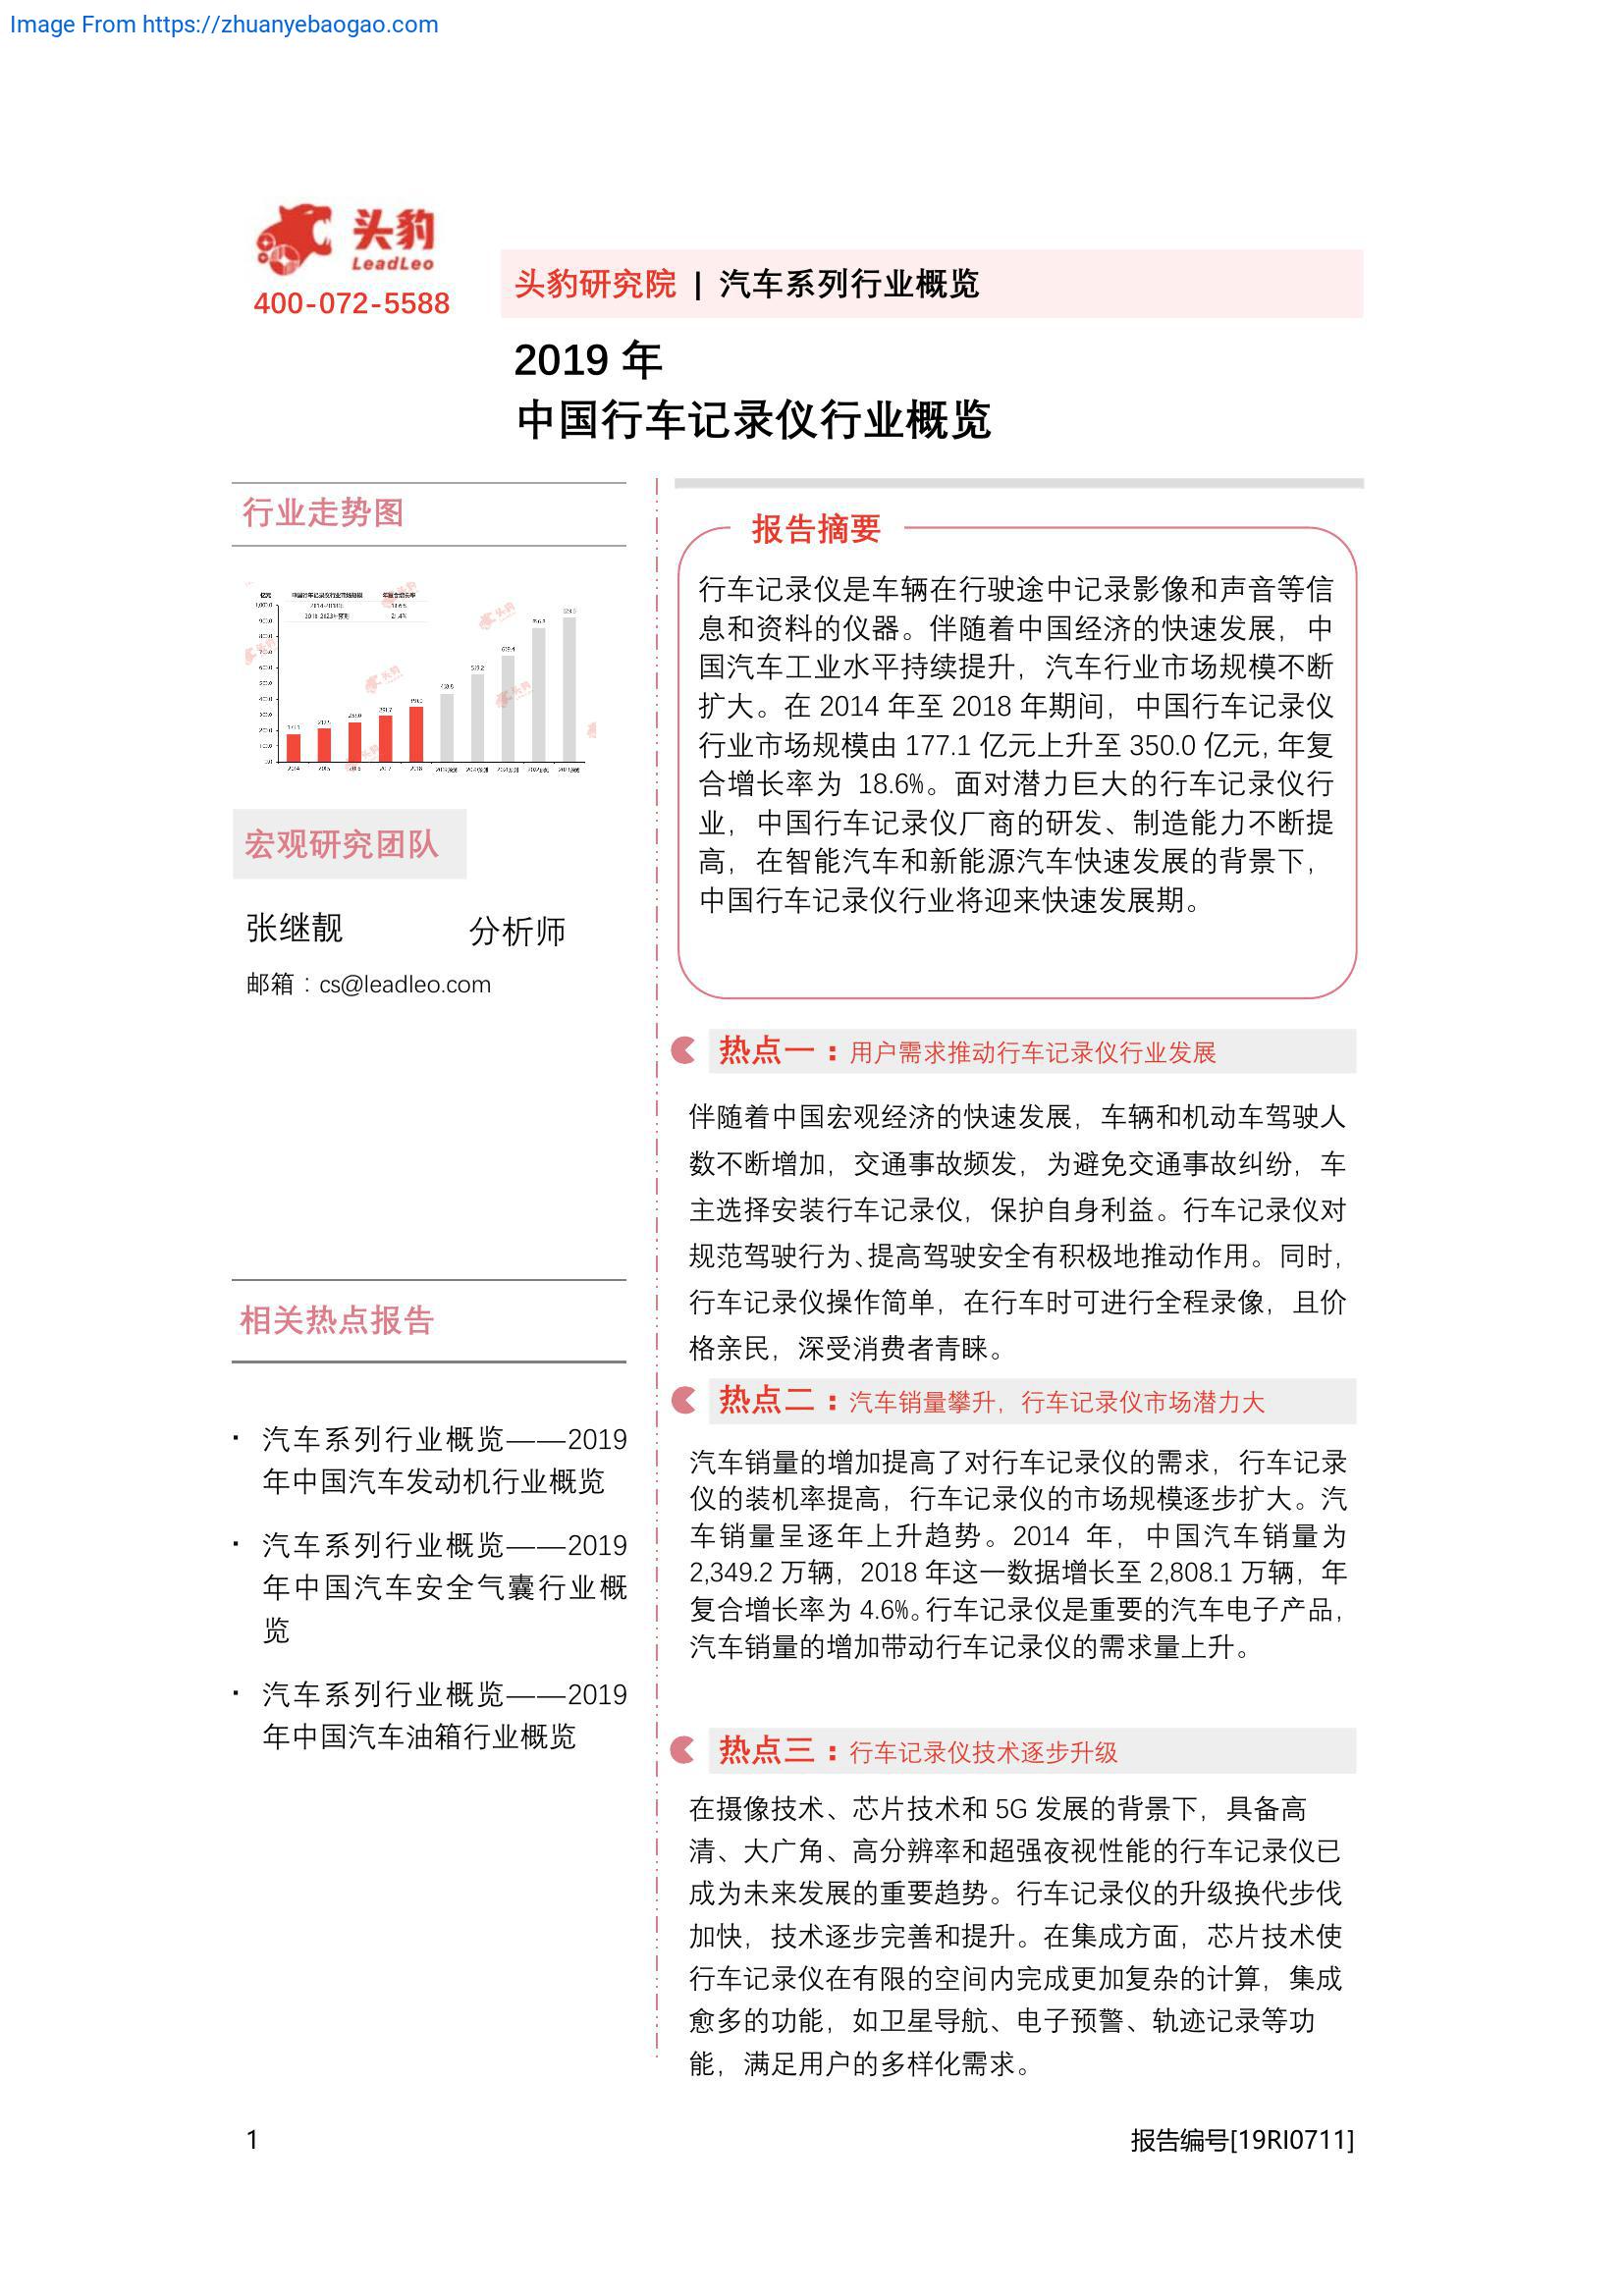 Image From https://zhuanyebaogao.com
头豹
LeadLeo
400-072-5588
头豹研究院 | 汽车系列行业概览
2019 年
中国行车记录仪行业概览
行业走势图
亿元
中国行车记录仪行业市场规模
年复合增长率
宏观研究团队
张继靓
分析师
邮箱：cs@leadleo.com
相关热点报告
· 汽车系列行业概览——2019
年中国汽车发动机行业概览
· 汽车系列行业概览——2019
年中国汽车安全气囊行业概
览
· 汽车系列行业概览——2019
年中国汽车油箱行业概览
报告摘要
行车记录仪是车辆在行驶途中记录影像和声音等信
息和资料的仪器。伴随着中国经济的快速发展，中
国汽车工业水平持续提升，汽车行业市场规模不断
扩大。在 2014 年至 2018 年期间，中国行车记录仪
行业市场规模由 177.1 亿元上升至 350.0 亿元，年复
合增长率为 18.6%。面对潜力巨大的行车记录仪行
业，中国行车记录仪厂商的研发、制造能力不断提
高，在智能汽车和新能源汽车快速发展的背景下，
中国行车记录仪行业将迎来快速发展期。
热点一：用户需求推动行车记录仪行业发展
伴随着中国宏观经济的快速发展，车辆和机动车驾驶人
数不断增加，交通事故频发，为避免交通事故纠纷，车
主选择安装行车记录仪，保护自身利益。行车记录仪对
规范驾驶行为、提高驾驶安全有积极地推动作用。同时，
行车记录仪操作简单，在行车时可进行全程录像，且价
格亲民，深受消费者青睐。
热点二：汽车销量攀升，行车记录仪市场潜力大
汽车销量的增加提高了对行车记录仪的需求，行车记录
仪的装机率提高，行车记录仪的市场规模逐步扩大。汽
车销量呈逐年上升趋势。2014 年，中国汽车销量为
2,349.2 万辆，2018 年这一数据增长至 2,808.1 万辆，年
复合增长率为 4.6%。行车记录仪是重要的汽车电子产品，
汽车销量的增加带动行车记录仪的需求量上升。
热点三：行车记录仪技术逐步升级
在摄像技术、芯片技术和 5G 发展的背景下，具备高
清、大广角、高分辨率和超强夜视性能的行车记录仪已
成为未来发展的重要趋势。行车记录仪的升级换代步伐
加快，技术逐步完善和提升。在集成方面，芯片技术使
行车记录仪在有限的空间内完成更加复杂的计算，集成
愈多的功能，如卫星导航、电子预警、轨迹记录等功
能，满足用户的多样化需求。
1
报告编号[19RI0711]